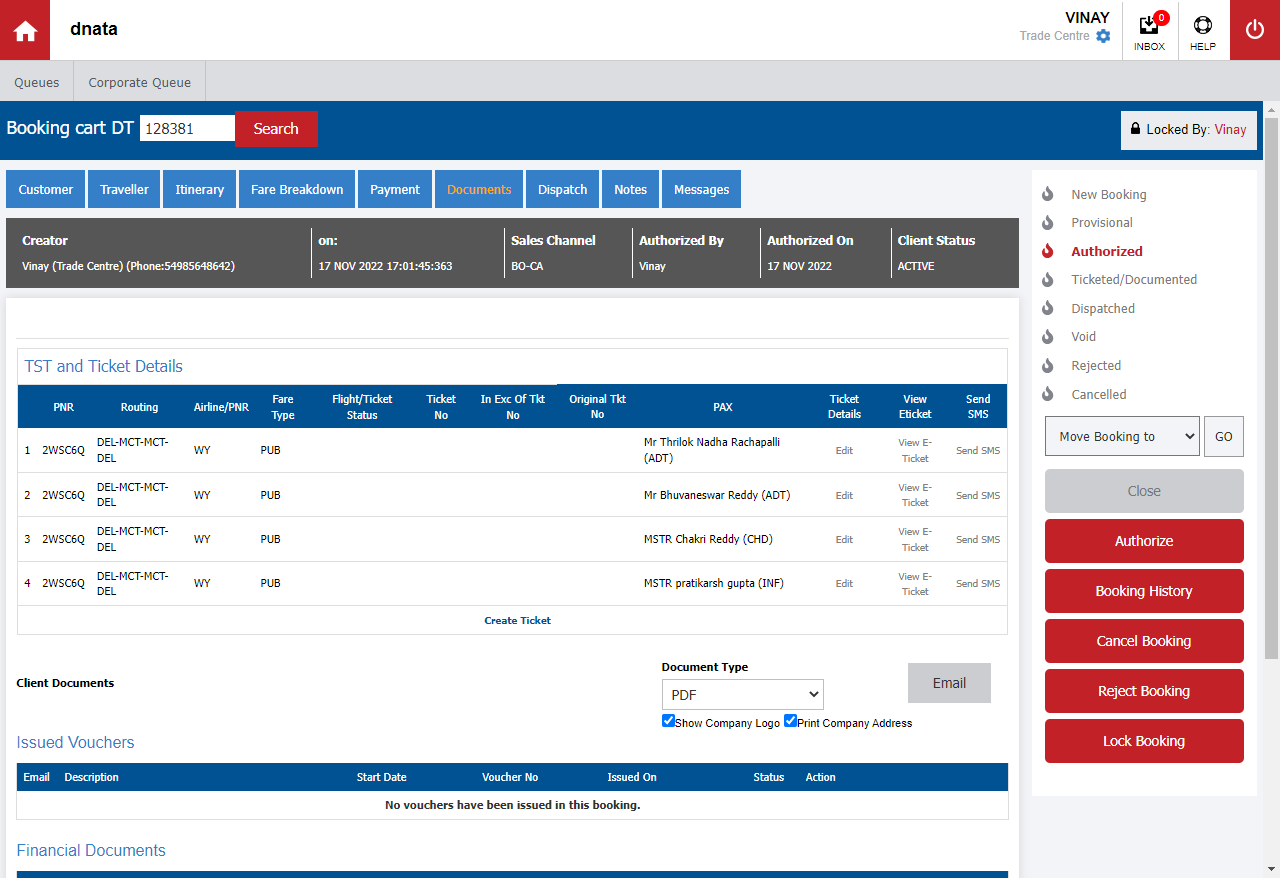 dnata
VINAY
Trade Centre
0
INBOX
HELP
Queues
Corporate Queue
Booking cart DT 128381 Search
Locked By: Vinay
Customer Traveller Itinerary Fare Breakdown Payment Documents Dispatch Notes Messages
Creator on: Sales Channel Authorized By Authorized On Client Status
Vinay (Trade Centre) (Phone:54985648642) 17 NOV 2022 17:01:45:363 BO-CA Vinay 17 NOV 2022 ACTIVE
TST and Ticket Details
PNR Routing Airline/PNR Fare Type Flight/Ticket Status Ticket No In Exc Of Tkt No Original Tkt No PAX Ticket Details View Eticket Send SMS
1 2WSC6Q DEL-MCT-MCT-DEL WY PUB Mr Thrilok Nadha Rachapalli (ADT) Edit View E-Ticket Send SMS
2 2WSC6Q DEL-MCT-MCT-DEL WY PUB Mr Bhuvaneswar Reddy (ADT) Edit View E-Ticket Send SMS
3 2WSC6Q DEL-MCT-MCT-DEL WY PUB MSTR Chakri Reddy (CHD) Edit View E-Ticket Send SMS
4 2WSC6Q DEL-MCT-MCT-DEL WY PUB MSTR pratikarsh gupta (INF) Edit View E-Ticket Send SMS
Create Ticket
Client Documents
Document Type
PDF
Email
Show Company Logo Print Company Address
Issued Vouchers
Email Description Start Date Voucher No Issued On Status Action
No vouchers have been issued in this booking.
Financial Documents
New Booking
Provisional
Authorized
Ticketed/Documented
Dispatched
Void
Rejected
Cancelled
Move Booking to GO
Close
Authorize
Booking History
Cancel Booking
Reject Booking
Lock Booking